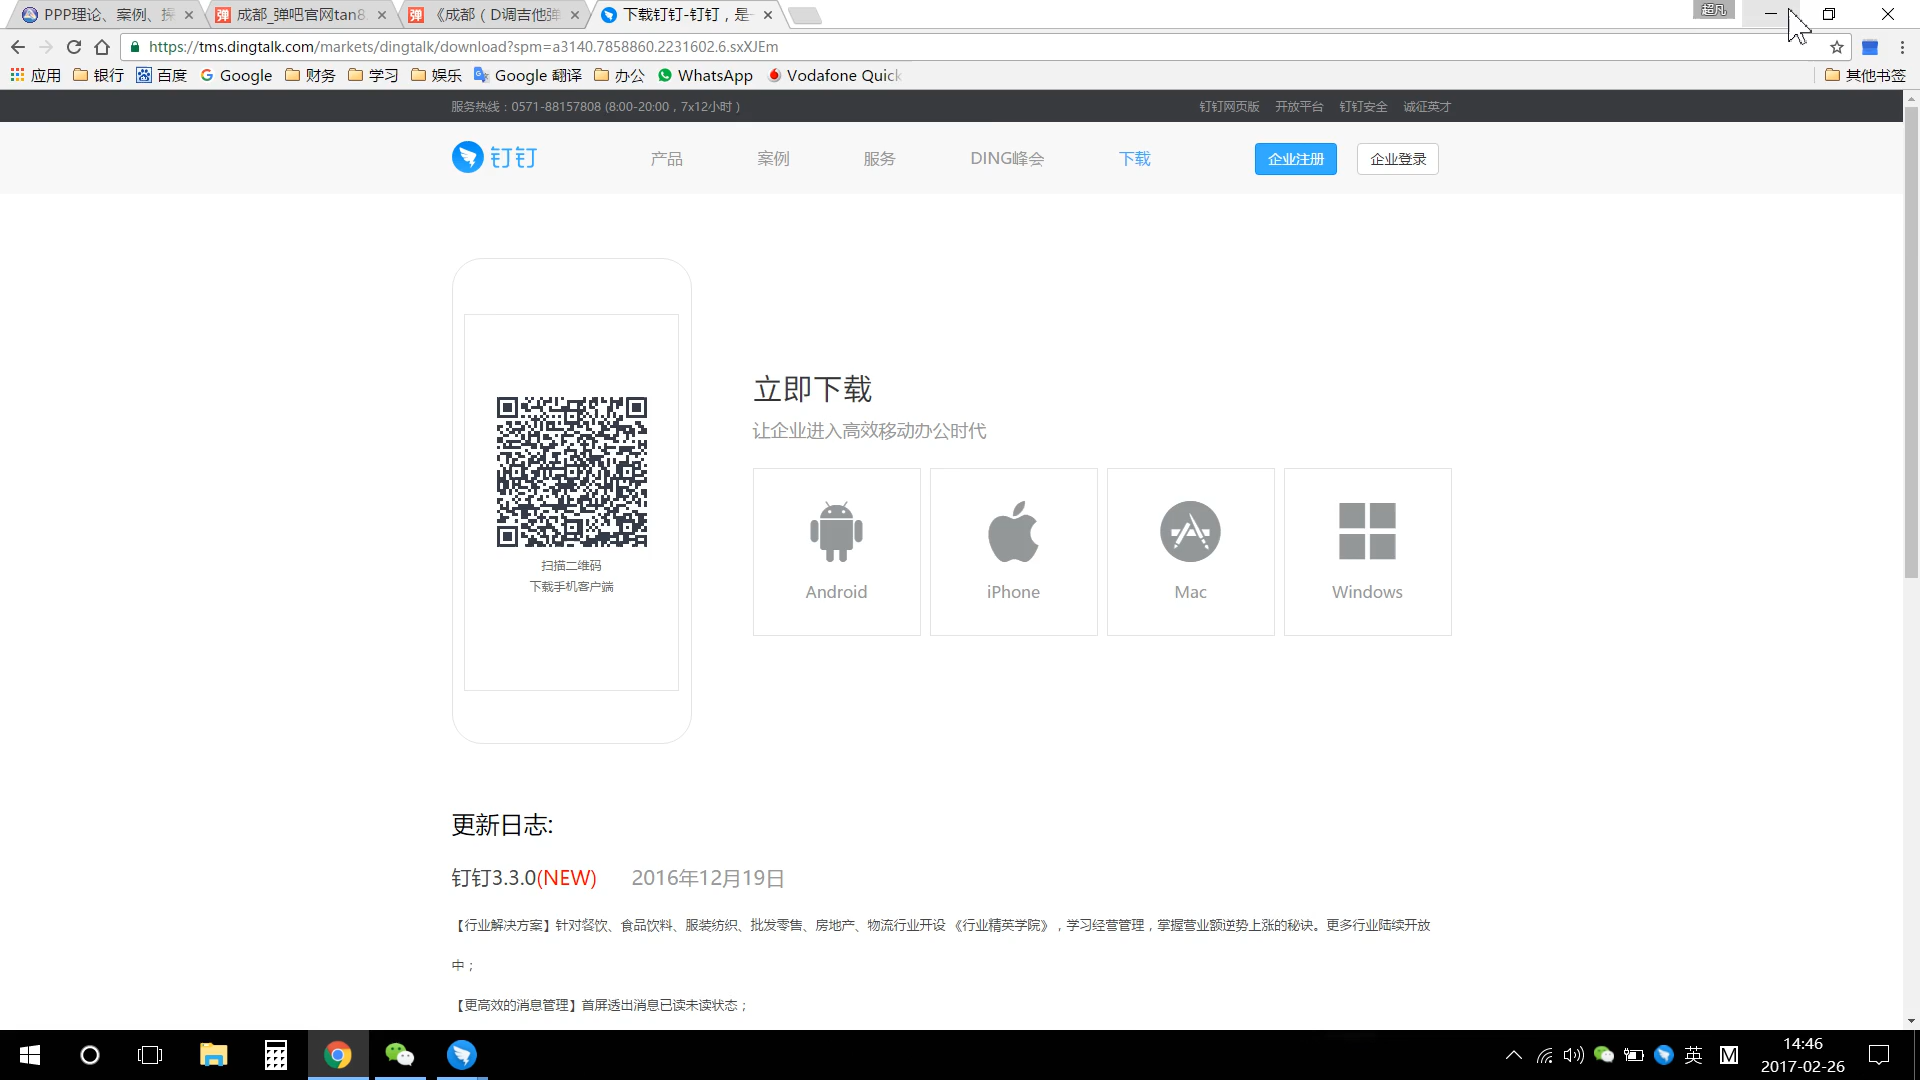 PPP理论、案例、操
成都_弹吧官网tan8.
《成都（D调吉他弹
下载钉钉-钉钉，是一
超凡
https://tms.dingtalk.com/markets/dingtalk/download?spm=a3140.7858860.2231602.6.sxXJEm
应用 银行 百度 Google 财务 学习 娱乐 Google 翻译 办公 WhatsApp Vodafone Quick 其他书签
服务热线：0571-88157808 (8:00-20:00，7x12小时 ) 钉钉网页版 开放平台 钉钉安全 诚征英才
钉钉 产品 案例 服务 DING峰会 下载 企业注册 企业登录
扫描二维码
下载手机客户端
立即下载
让企业进入高效移动办公时代
Android iPhone Mac Windows
更新日志:
钉钉3.3.0(NEW) 2016年12月19日
【行业解决方案】针对餐饮、食品饮料、服装纺织、批发零售、房地产、物流行业开设 《行业精英学院》，学习经营管理，掌握营业额逆势上涨的秘诀。更多行业陆续开放
中；
【更高效的消息管理】首屏透出消息已读未读状态；
英 M 14:46
2017-02-26